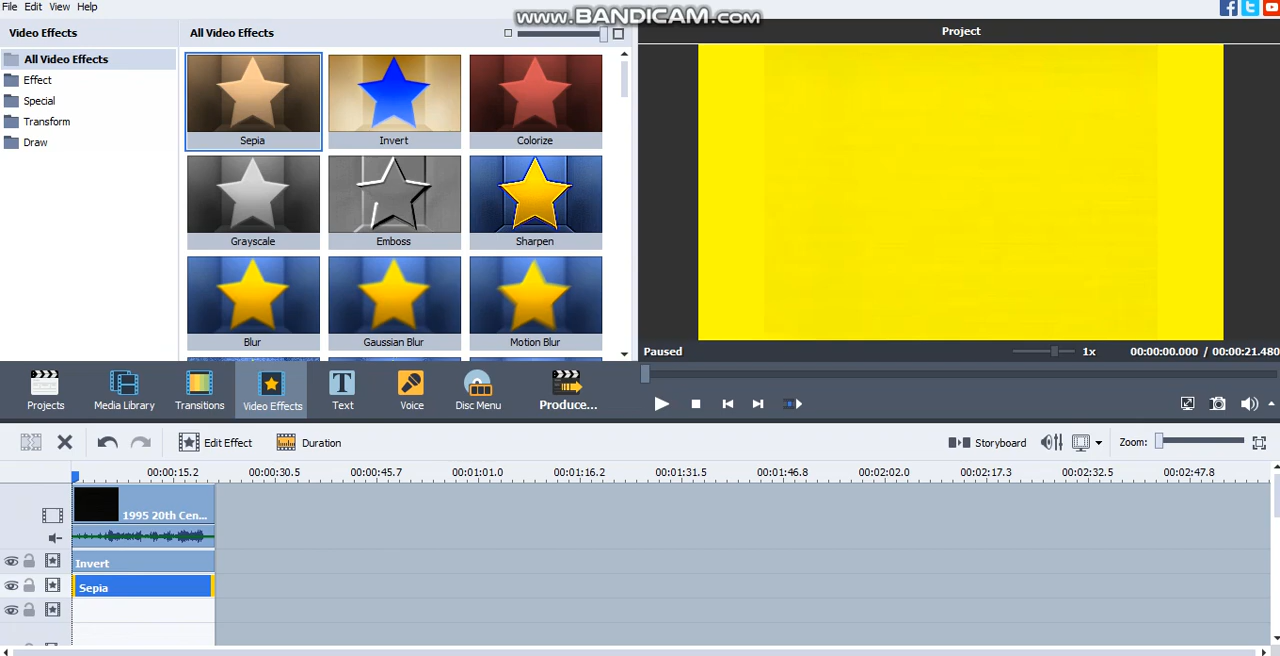 File Edit View Help
www.BANDICAM.com
Video Effects
All Video Effects
Project
All Video Effects
Effect
Special
Transform
Draw
Sepia
Invert
Colorize
Grayscale
Emboss
Sharpen
Blur
Gaussian Blur
Motion Blur
Paused
1x
00:00:00.000 / 00:00:21.480
Projects
Media Library
Transitions
Video Effects
Text
Voice
Disc Menu
Produce...
Edit Effect
Duration
Storyboard
Zoom:
00:00:15.2 00:00:30.5 00:00:45.7 00:01:01.0 00:01:16.2 00:01:31.5 00:01:46.8 00:02:02.0 00:02:17.3 00:02:32.5 00:02:47.8
1995 20th Cen...
Invert
Sepia